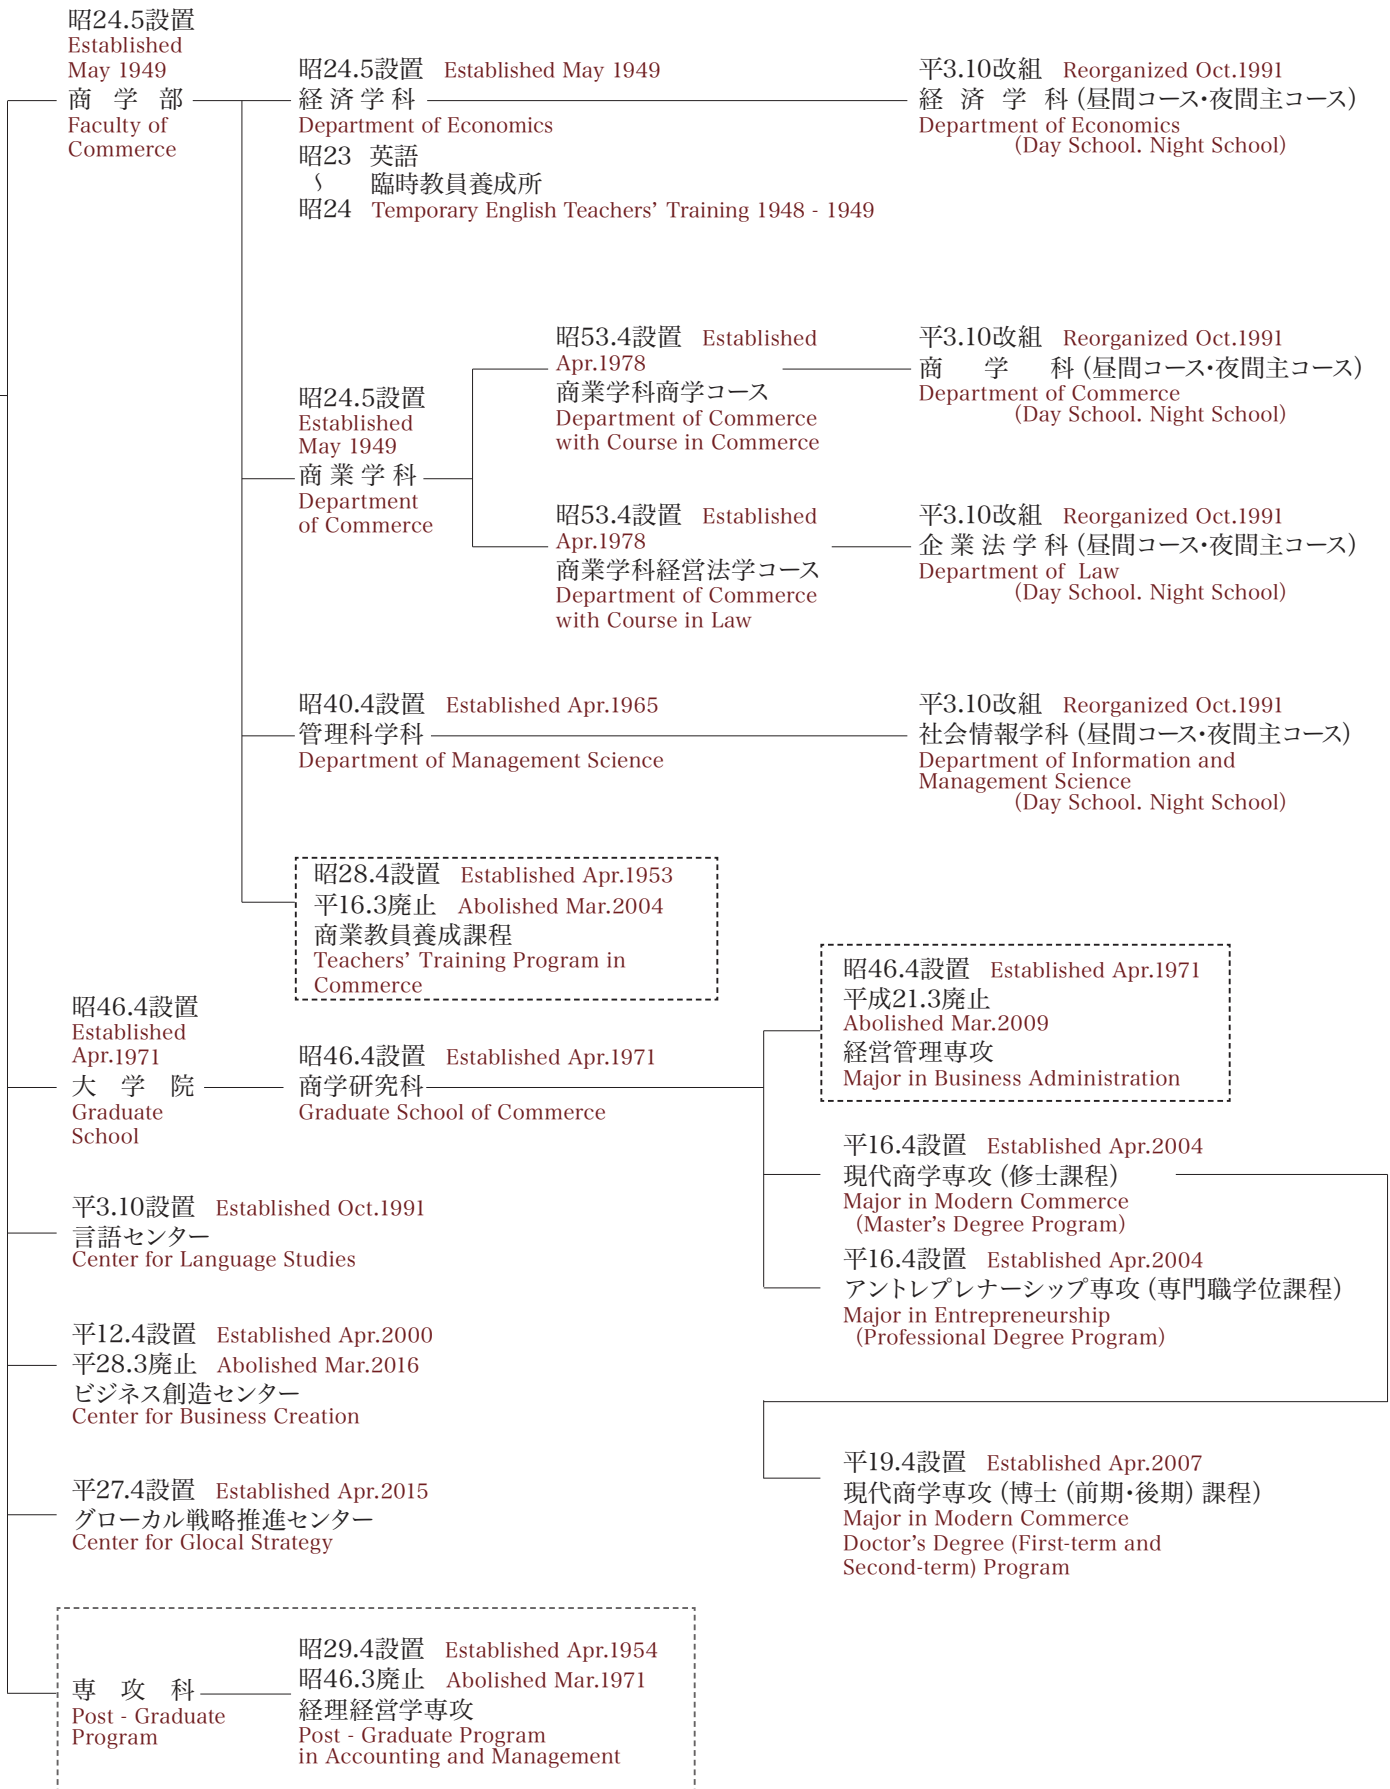 昭24.5設置
Established
May 1949
商　学　部
Faculty of
Commerce
昭24.5設置 Established May 1949
経 済 学 科
Department of Economics
昭23 英語
〜 臨時教員養成所
昭24 Temporary English Teachers’ Training 1948 - 1949
平3.10改組 Reorganized Oct.1991
経　済　学　科（昼間コース・夜間主コース）
Department of Economics
(Day School. Night School)
昭24.5設置
Established
May 1949
商 業 学 科
Department
of Commerce
昭53.4設置 Established
Apr.1978
商業学科商学コース
Department of Commerce
with Course in Commerce
平3.10改組 Reorganized Oct.1991
商　　学　　科（昼間コース・夜間主コース）
Department of Commerce
(Day School. Night School)
昭53.4設置 Established
Apr.1978
商業学科経営法学コース
Department of Commerce
with Course in Law
平3.10改組 Reorganized Oct.1991
企 業 法 学 科（昼間コース・夜間主コース）
Department of Law
(Day School. Night School)
昭40.4設置 Established Apr.1965
管理科学科
Department of Management Science
平3.10改組 Reorganized Oct.1991
社会情報学科（昼間コース・夜間主コース）
Department of Information and
Management Science
(Day School. Night School)
昭28.4設置 Established Apr.1953
平16.3廃止 Abolished Mar.2004
商業教員養成課程
Teachers’ Training Program in
Commerce
昭46.4設置
Established
Apr.1971
大　学　院
Graduate
School
昭46.4設置 Established Apr.1971
商学研究科
Graduate School of Commerce
昭46.4設置 Established Apr.1971
平成21.3廃止
Abolished Mar.2009
経営管理専攻
Major in Business Administration
平16.4設置 Established Apr.2004
現代商学専攻（修士課程）
Major in Modern Commerce
(Master’s Degree Program)
平16.4設置 Established Apr.2004
アントレプレナーシップ専攻（専門職学位課程）
Major in Entrepreneurship
(Professional Degree Program)
平19.4設置 Established Apr.2007
現代商学専攻（博士（前期・後期）課程）
Major in Modern Commerce
Doctor’s Degree (First-term and
Second-term) Program
平3.10設置 Established Oct.1991
言語センター
Center for Language Studies
平12.4設置 Established Apr.2000
平28.3廃止 Abolished Mar.2016
ビジネス創造センター
Center for Business Creation
平27.4設置 Established Apr.2015
グローカル戦略推進センター
Center for Glocal Strategy
専　攻　科
Post - Graduate
Program
昭29.4設置 Established Apr.1954
昭46.3廃止 Abolished Mar.1971
経理経営学専攻
Post - Graduate Program
in Accounting and Management